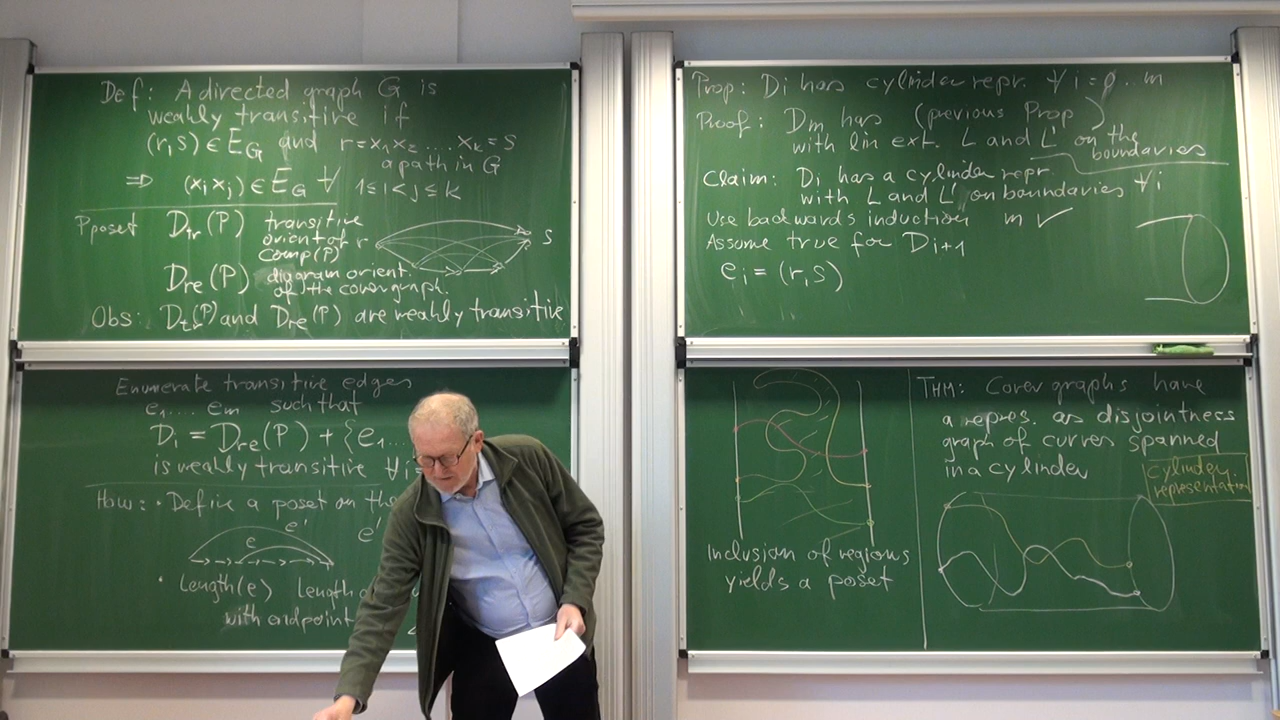 Def: A directed graph G is
weakly transitive if
(r,s) ∈ E_G and r = x_1 x_2 .... x_k = s
a path in G
⇒ (x_i x_j) ∈ E_G ∀ 1 ≤ i < j ≤ k
P poset D_tr(P) transitive
orient of
comp(P)
r
s
D_re(P) diagram orient.
of the cover graph.
Obs: D_tr(P) and D_re(P) are weakly transitive
Enumerate transitive edges
e_1 .... e_m such that
D_i = D_re(P) + {e_1 ..
is weakly transitive ∀ i
How: • Define a poset on the
e'
e
e'
• Length(e) Length
with endpoint
Prop: D_i has cylinder repr. ∀ i = 0 .. m
Proof: D_m has (previous Prop)
with lin ext. L and L' on the
boundaries
Claim: D_i has a cylinder repr.
with L and L' on boundaries ∀ i
Use backwards induction m ✓
Assume true for D_{i+1}
e_i = (r,s)
Inclusion of regions
yields a poset
THM: Cover graphs have
a repres. as disjointness
graph of curves spanned
in a cylinder
cylinder
representation